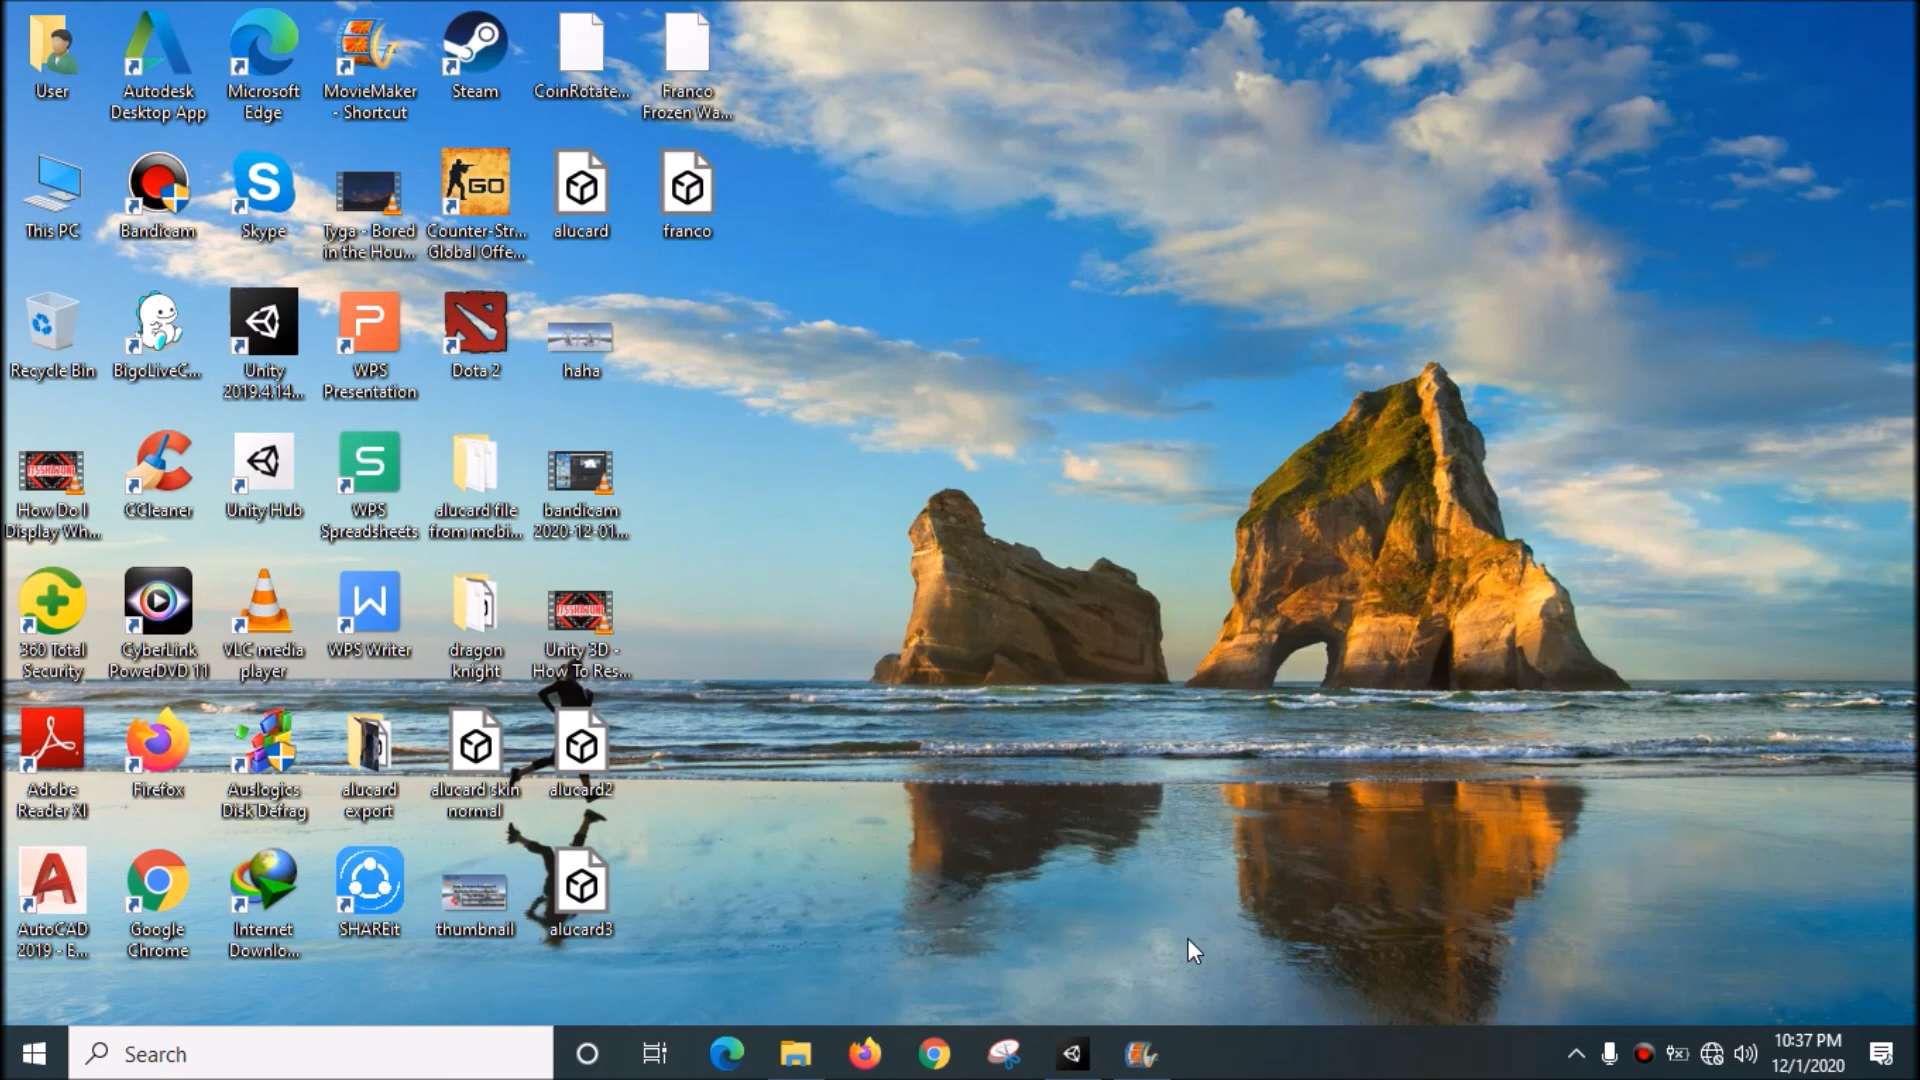 User
Autodesk
Desktop App
Microsoft
Edge
MovieMaker
- Shortcut
Steam
CoinRotate...
Franco
Frozen Wa...
This PC
Bandicam
S
Skype
Tyga - Bored
in the Hou...
GO
Counter-Str...
Global Offe...
alucard
franco
Recycle Bin
BigoLiveC...
Unity
2019.4.14...
P
WPS
Presentation
Dota 2
haha
ITSSHAWUNE
How Do I
Display Wh...
CCleaner
Unity Hub
S
WPS
Spreadsheets
alucard file
from mobi...
bandicam
2020-12-01...
360 Total
Security
CyberLink
PowerDVD 11
VLC media
player
W
WPS Writer
dragon
knight
Unity 3D -
How To Res...
Adobe
Reader XI
Firefox
Auslogics
Disk Defrag
alucard
export
alucard skin
normal
alucard2
A
AutoCAD
2019 - E...
Google
Chrome
Internet
Downlo...
SHAREit
thumbnail
alucard3
Search
10:37 PM
12/1/2020